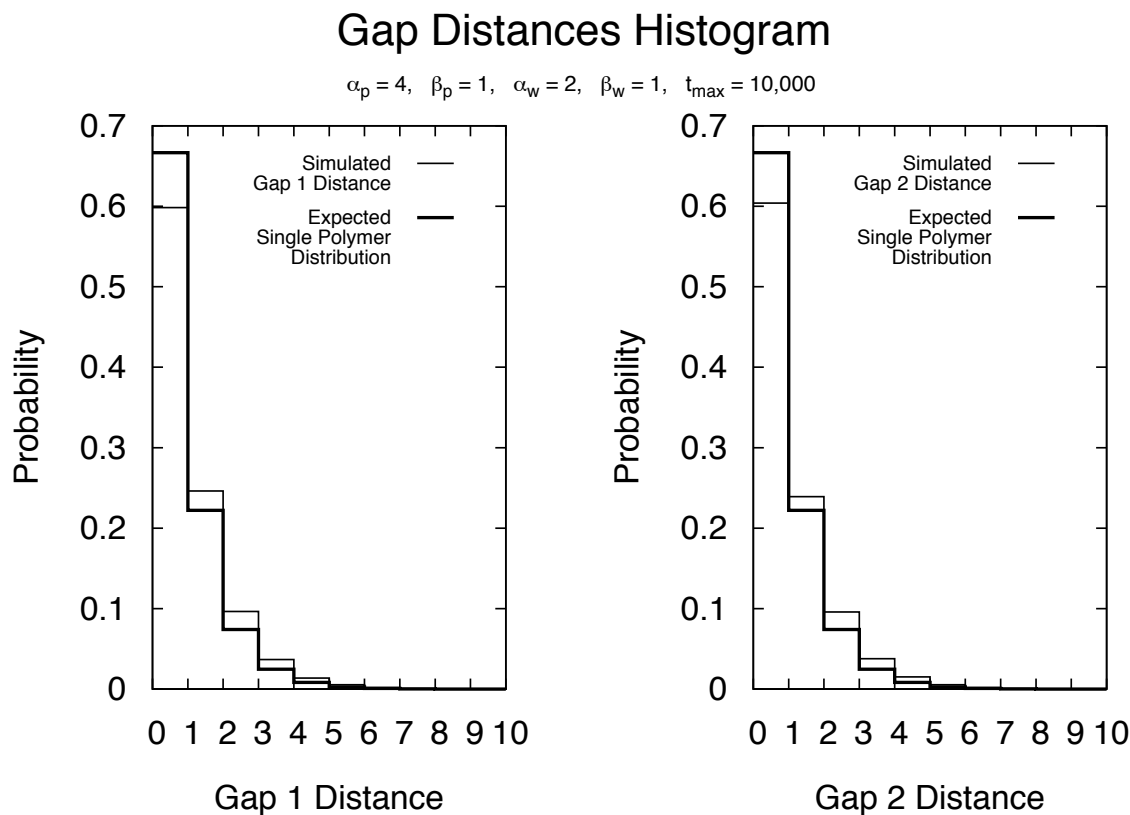 Gap Distances Histogram
αp = 4, βp = 1, αw = 2, βw = 1, tmax = 10,000
0.7
0.6
0.5
0.4
0.3
0.2
0.1
0
Probability
Simulated
Gap 1 Distance
Expected
Single Polymer
Distribution
0 1 2 3 4 5 6 7 8 9 10
Gap 1 Distance
0.7
0.6
0.5
0.4
0.3
0.2
0.1
0
Probability
Simulated
Gap 2 Distance
Expected
Single Polymer
Distribution
0 1 2 3 4 5 6 7 8 9 10
Gap 2 Distance